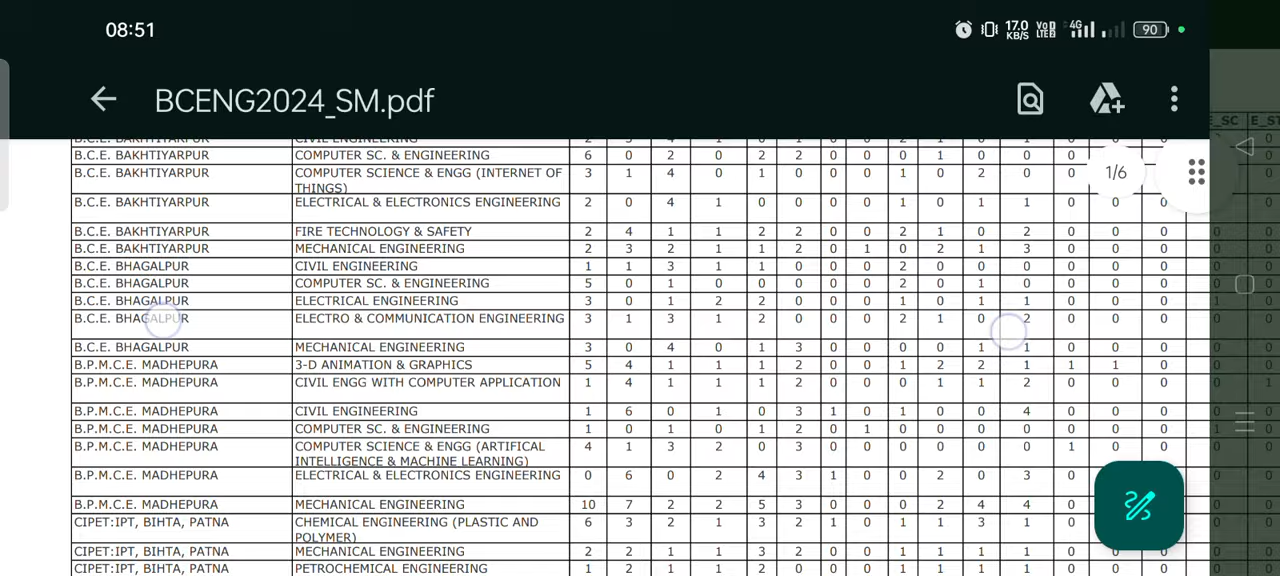 08:51 17.0 KB/S VoD LTE2 4G 90
BCENG2024_SM.pdf
E_SC E_ST
B.C.E. BAKHTIYARPUR CIVIL ENGINEERING
B.C.E. BAKHTIYARPUR COMPUTER SC. & ENGINEERING 6 0 2 0 2 2 0 0 0 1 0 0 0
1/6
B.C.E. BAKHTIYARPUR COMPUTER SCIENCE & ENGG (INTERNET OF THINGS) 3 1 4 0 1 0 0 0 1 0 2 0 0
B.C.E. BAKHTIYARPUR ELECTRICAL & ELECTRONICS ENGINEERING 2 0 4 1 0 0 0 0 1 0 1 1 0 0 0
B.C.E. BAKHTIYARPUR FIRE TECHNOLOGY & SAFETY 2 4 1 1 2 2 0 0 2 1 0 2 0 0 0
B.C.E. BAKHTIYARPUR MECHANICAL ENGINEERING 2 3 2 1 1 2 0 1 0 2 1 3 0 0 0
B.C.E. BHAGALPUR CIVIL ENGINEERING 1 1 3 1 1 0 0 0 2 0 0 0 0 0 0
B.C.E. BHAGALPUR COMPUTER SC. & ENGINEERING 5 0 1 0 0 0 0 0 2 0 1 0 0 0 0
B.C.E. BHAGALPUR ELECTRICAL ENGINEERING 3 0 1 2 2 0 0 0 1 0 1 1 0 0 0
B.C.E. BHAGALPUR ELECTRO & COMMUNICATION ENGINEERING 3 1 3 1 2 0 0 0 2 1 0 2 0 0 0
B.C.E. BHAGALPUR MECHANICAL ENGINEERING 3 0 4 0 1 3 0 0 0 0 1 1 0 0 0
B.P.M.C.E. MADHEPURA 3-D ANIMATION & GRAPHICS 5 4 1 1 1 2 0 0 1 2 2 1 1 1 0
B.P.M.C.E. MADHEPURA CIVIL ENGG WITH COMPUTER APPLICATION 1 4 1 1 1 2 0 0 0 1 1 2 0 0 0
B.P.M.C.E. MADHEPURA CIVIL ENGINEERING 1 6 0 1 0 3 1 0 1 0 0 4 0 0 0
B.P.M.C.E. MADHEPURA COMPUTER SC. & ENGINEERING 1 0 1 0 1 2 0 1 0 0 0 0 0 0 0
B.P.M.C.E. MADHEPURA COMPUTER SCIENCE & ENGG (ARTIFICAL INTELLIGENCE & MACHINE LEARNING) 4 1 3 2 0 3 0 0 0 0 0 0 1 0 0
B.P.M.C.E. MADHEPURA ELECTRICAL & ELECTRONICS ENGINEERING 0 6 0 2 4 3 1 0 0 2 0 3 0
B.P.M.C.E. MADHEPURA MECHANICAL ENGINEERING 10 7 2 2 5 3 0 0 0 2 4 4 0
CIPET:IPT, BIHTA, PATNA CHEMICAL ENGINEERING (PLASTIC AND POLYMER) 6 3 2 1 3 2 1 0 1 1 3 1 0
CIPET:IPT, BIHTA, PATNA MECHANICAL ENGINEERING 2 2 1 1 3 2 0 0 1 1 1 1 0 0 0
CIPET:IPT, BIHTA, PATNA PETROCHEMICAL ENGINEERING 1 2 1 1 2 0 0 0 1 1 1 1 0 0 0